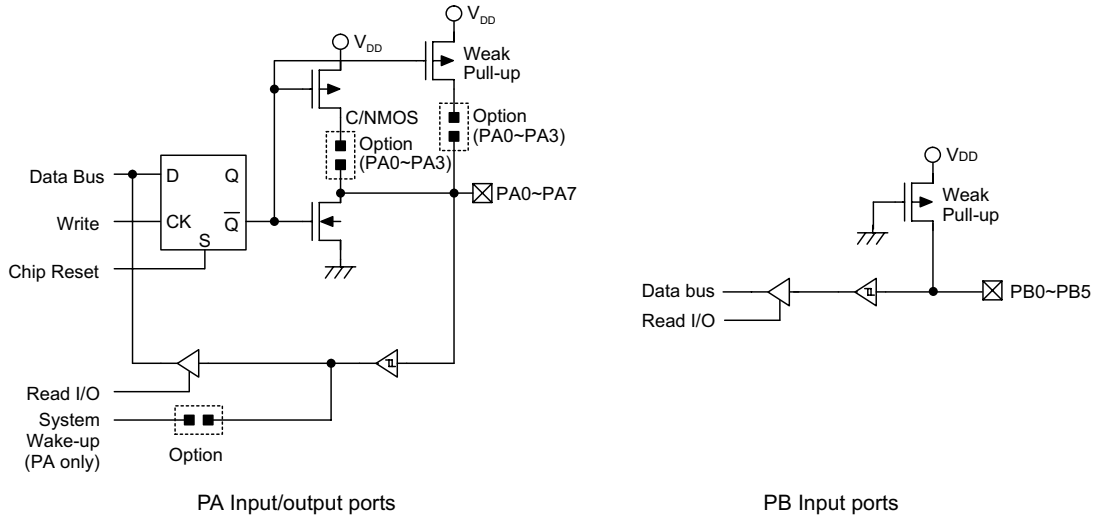 VDD
VDD
Weak
Pull-up
C/NMOS
Option
(PA0~PA3)
Option
(PA0~PA3)
Data Bus
D
Q
PA0~PA7
Write
CK
Q
S
Chip Reset
Read I/O
System
Wake-up
(PA only)
Option
PA Input/output ports
VDD
Weak
Pull-up
Data bus
PB0~PB5
Read I/O
PB Input ports